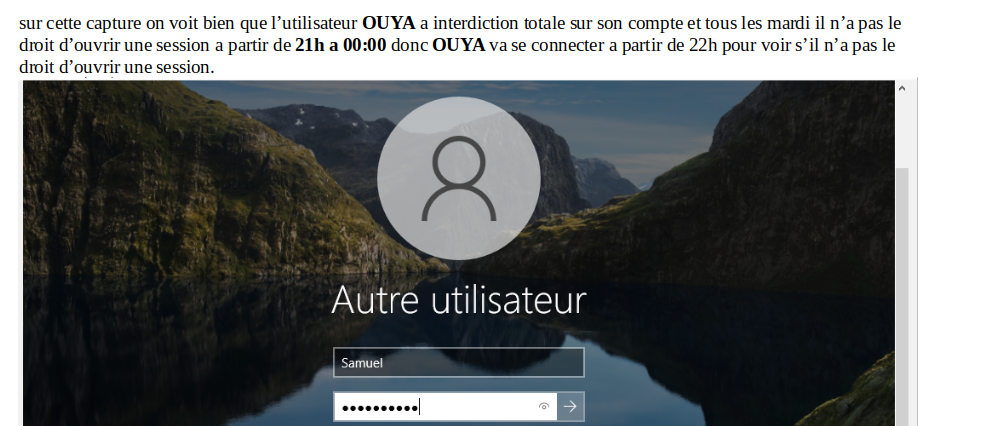 sur cette capture on voit bien que l’utilisateur OUYA a interdiction totale sur son compte et tous les mardi il n’a pas le
droit d’ouvrir une session a partir de 21h a 00:00 donc OUYA va se connecter a partir de 22h pour voir s’il n’a pas le
droit d’ouvrir une session.
Autre utilisateur
Samuel